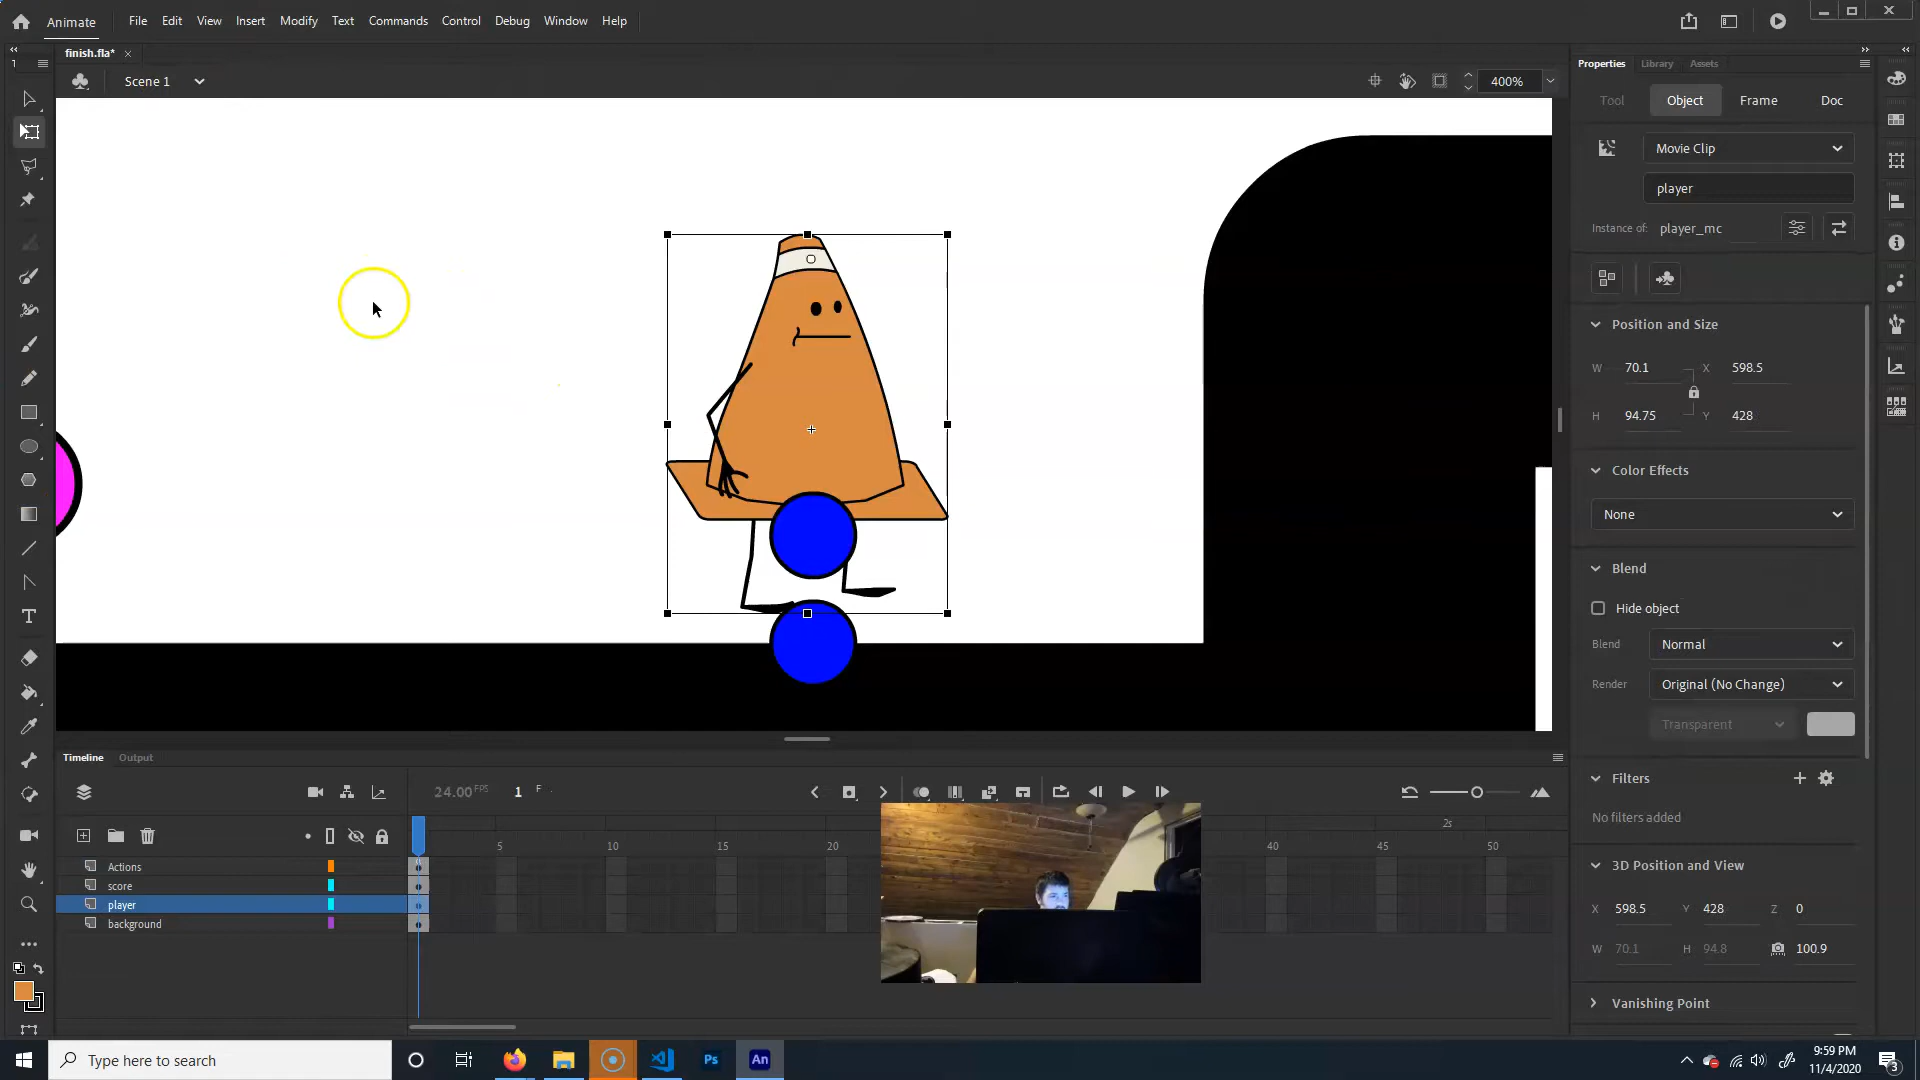 Animate File Edit View Insert Modify Text Commands Control Debug Window Help
finish.fla*
Scene 1
400%
Properties Library Assets
Tool Object Frame Doc
Movie Clip
player
Instance of: player_mc
Position and Size
W 70.1 X 598.5
H 94.75 Y 428
Color Effects
None
Blend
Hide object
Blend Normal
Render Original (No Change)
Transparent
Filters
No filters added
3D Position and View
X 598.5 Y 428 Z 0
W 70.1 H 94.8 100.9
Vanishing Point
Timeline Output
24.00 FPS 1 F
2s
5 10 15 20 40 45 50
Actions
score
player
background
Type here to search
Ps An
9:59 PM
11/4/2020
3